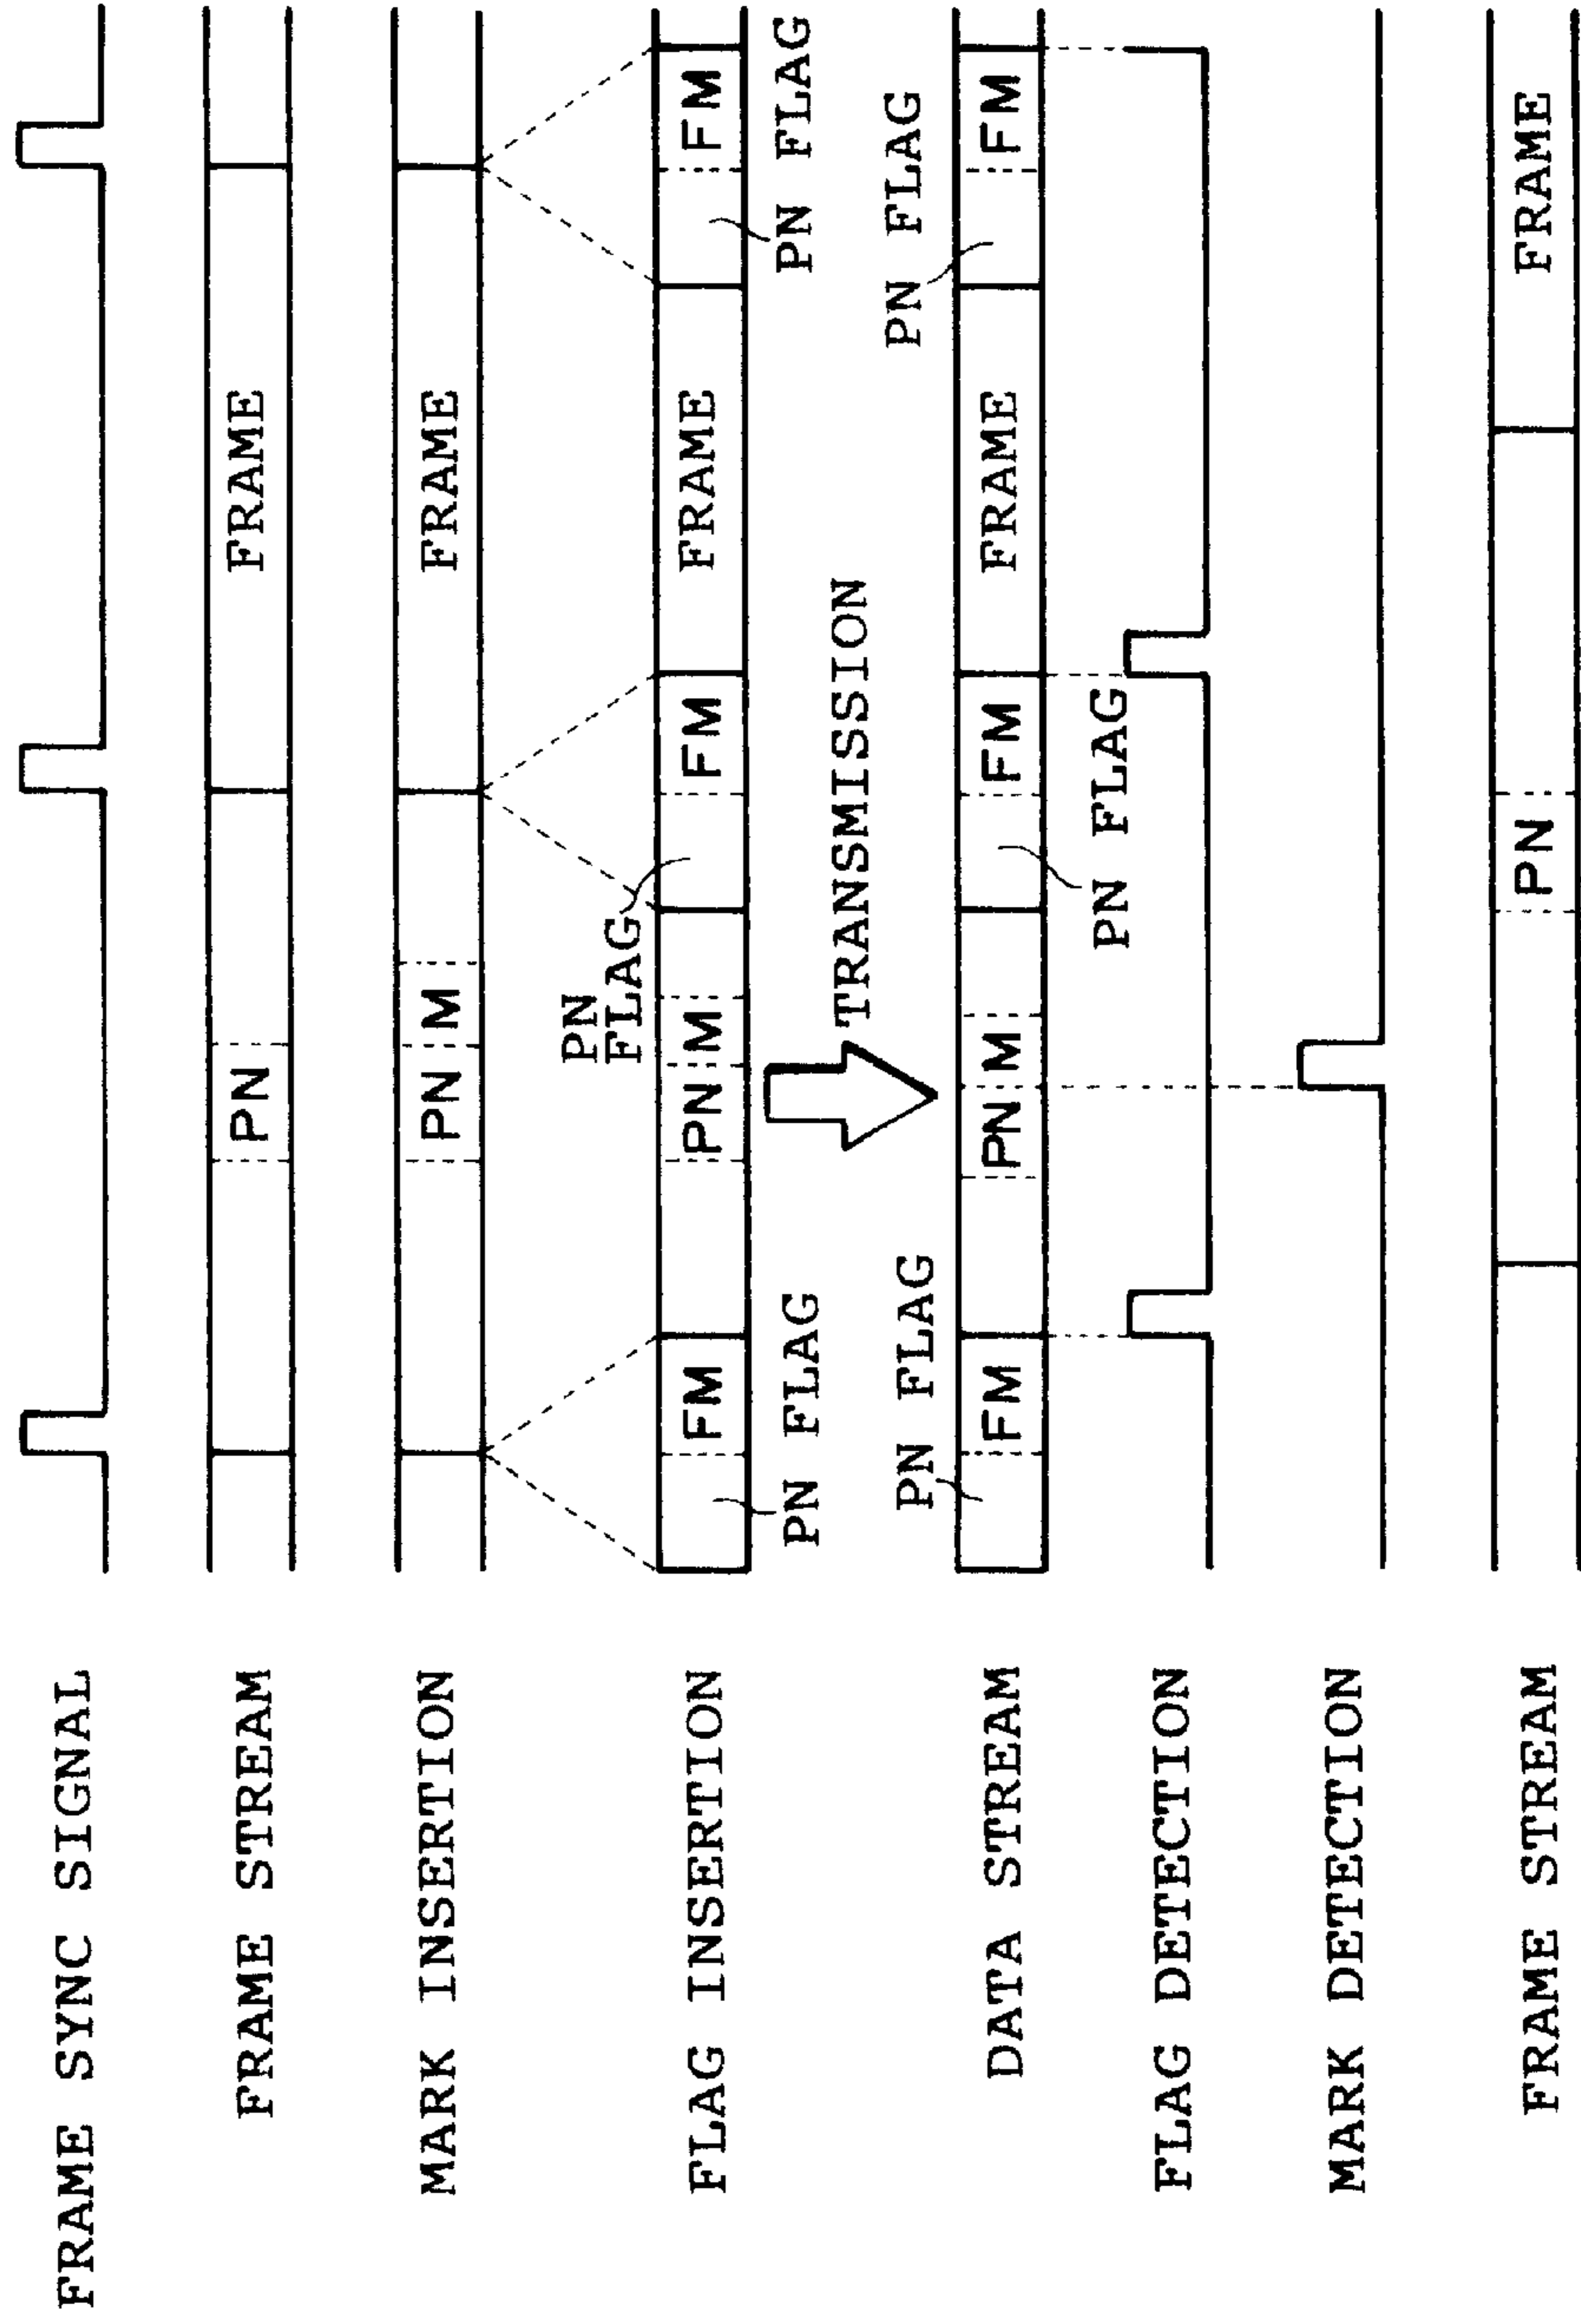 FRAME SYNC SIGNAL
FRAME STREAM
PN
FRAME
MARK INSERTION
PN M
FRAME
PN
FLAG
FLAG INSERTION
FM
PN M
FM
FRAME
FM
PN FLAG
PN FLAG
TRANSMISSION
PN FLAG
PN FLAG
DATA STREAM
FM
PN M
FM
FRAME
FM
PN FLAG
FLAG DETECTION
MARK DETECTION
FRAME STREAM
PN
FRAME